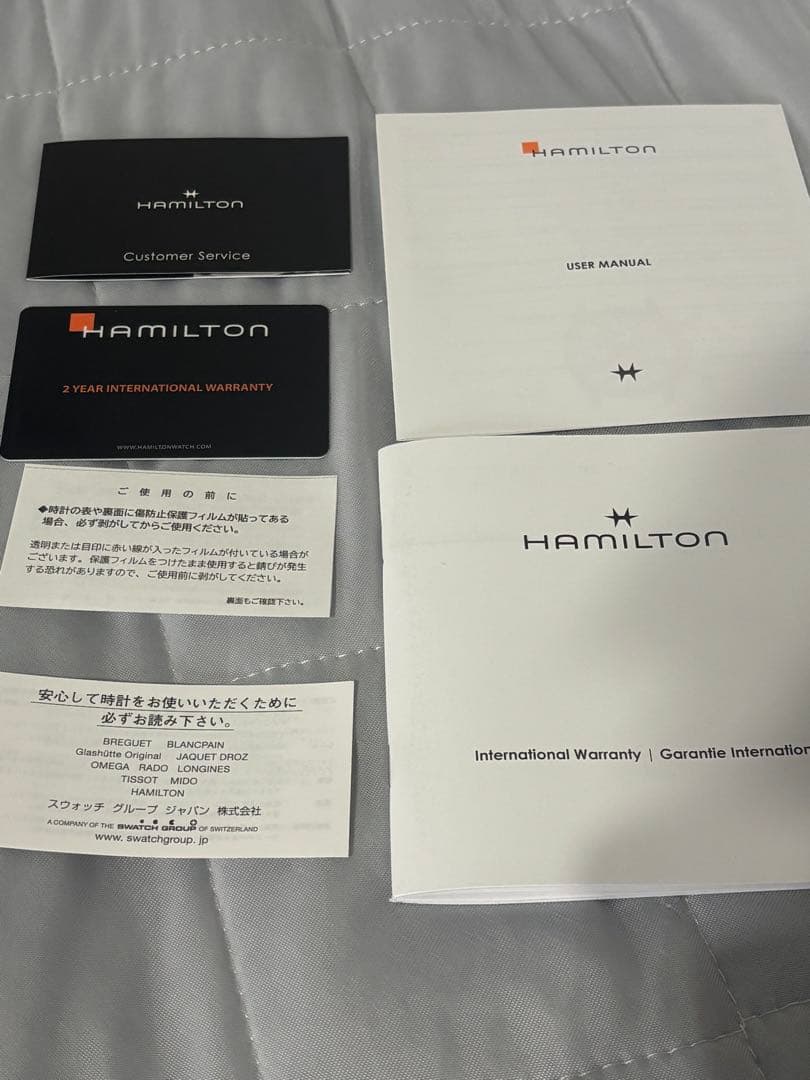 HAMILTON
Customer Service
HAMILTON
2 YEAR INTERNATIONAL WARRANTY
WWW.HAMILTONWATCH.COM
ご使用の前に
◆時計の表や裏面に傷防止保護フィルムが貼ってある
場合、必ず剥がしてからご使用ください。
透明または目印に赤い線が入ったフィルムが付いている場合が
ございます。保護フィルムをつけたまま使用すると錆びが発生
する恐れがありますので、ご使用前に剥がしてください。
裏面もご確認下さい。
安心して時計をお使いいただくために
必ずお読み下さい。
BREGUET BLANCPAIN
Glashütte Original JAQUET DROZ
OMEGA RADO LONGINES
TISSOT MIDO
HAMILTON
スウォッチ グループ ジャパン 株式会社
A COMPANY OF THE SWATCH GROUP OF SWITZERLAND
www. swatchgroup. jp
HAMILTON
USER MANUAL
HAMILTON
International Warranty | Garantie Internation